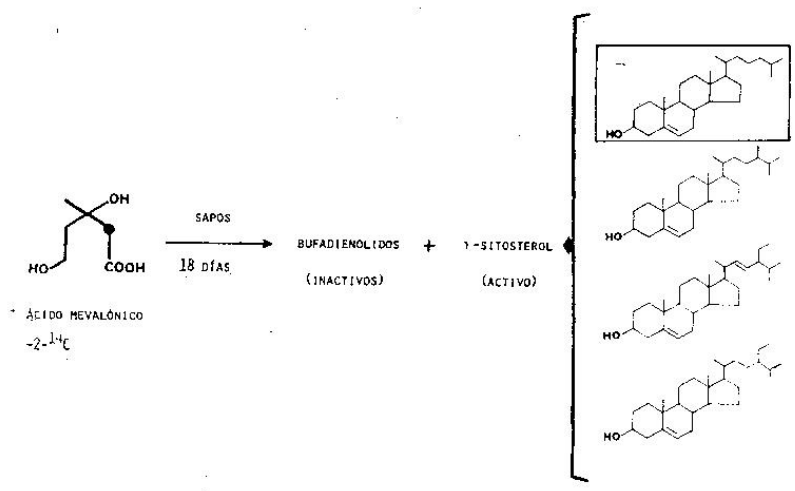 OH
HO
COOH
ÁCIDO MEVALÓNICO
-2-14C
SAPOS
18 DÍAS
BUFADIENOLIDOS
(INACTIVOS)
+
γ-SITOSTEROL
(ACTIVO)
HO
HO
HO
HO